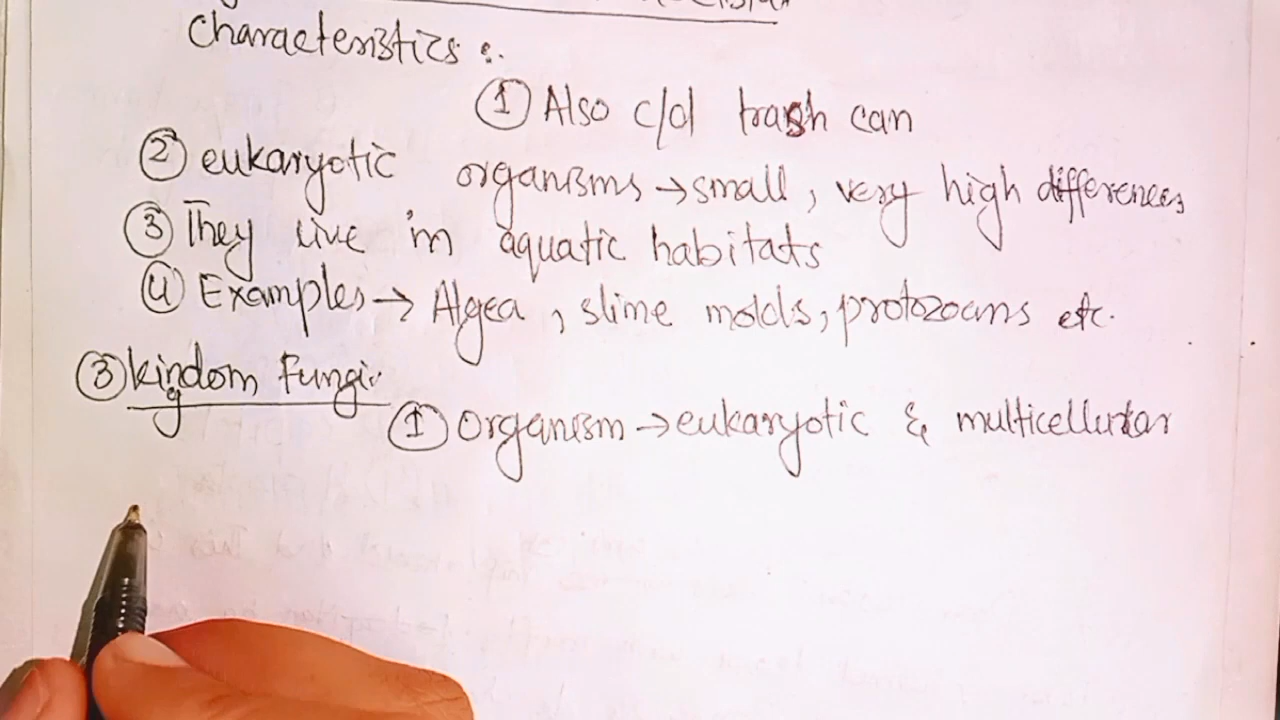 Characteristics :-
① Also c/d trash can
② eukaryotic organisms → small, very high differences
③ They live in aquatic habitats
④ Examples → Algea, slime molds, protozoans etc.
③ Kingdom Fungi
① Organism → eukaryotic & multicellular